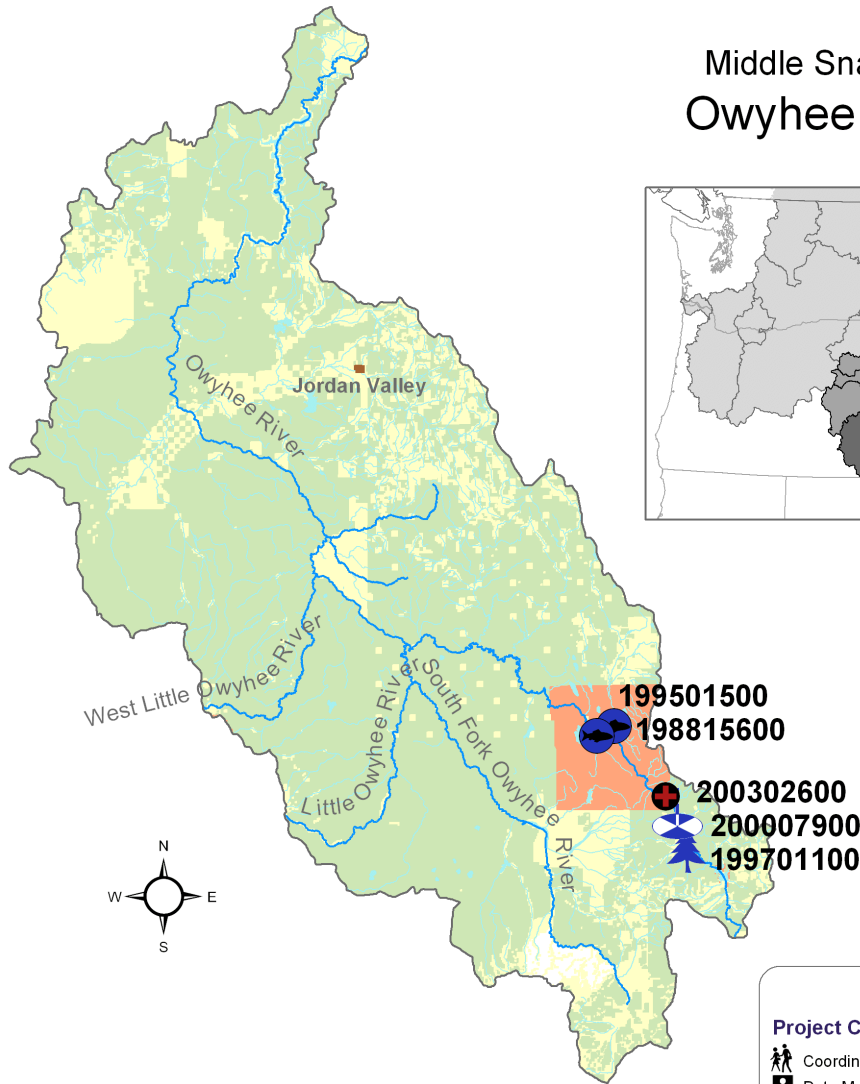 Middle Sna
Owyhee
Owyhee River
Jordan Valley
West Little Owyhee River
Little Owyhee River
South Fork Owyhee River
199501500
198815600
200302600
200007900
199701100
N
W E
S
Project C
Coordin